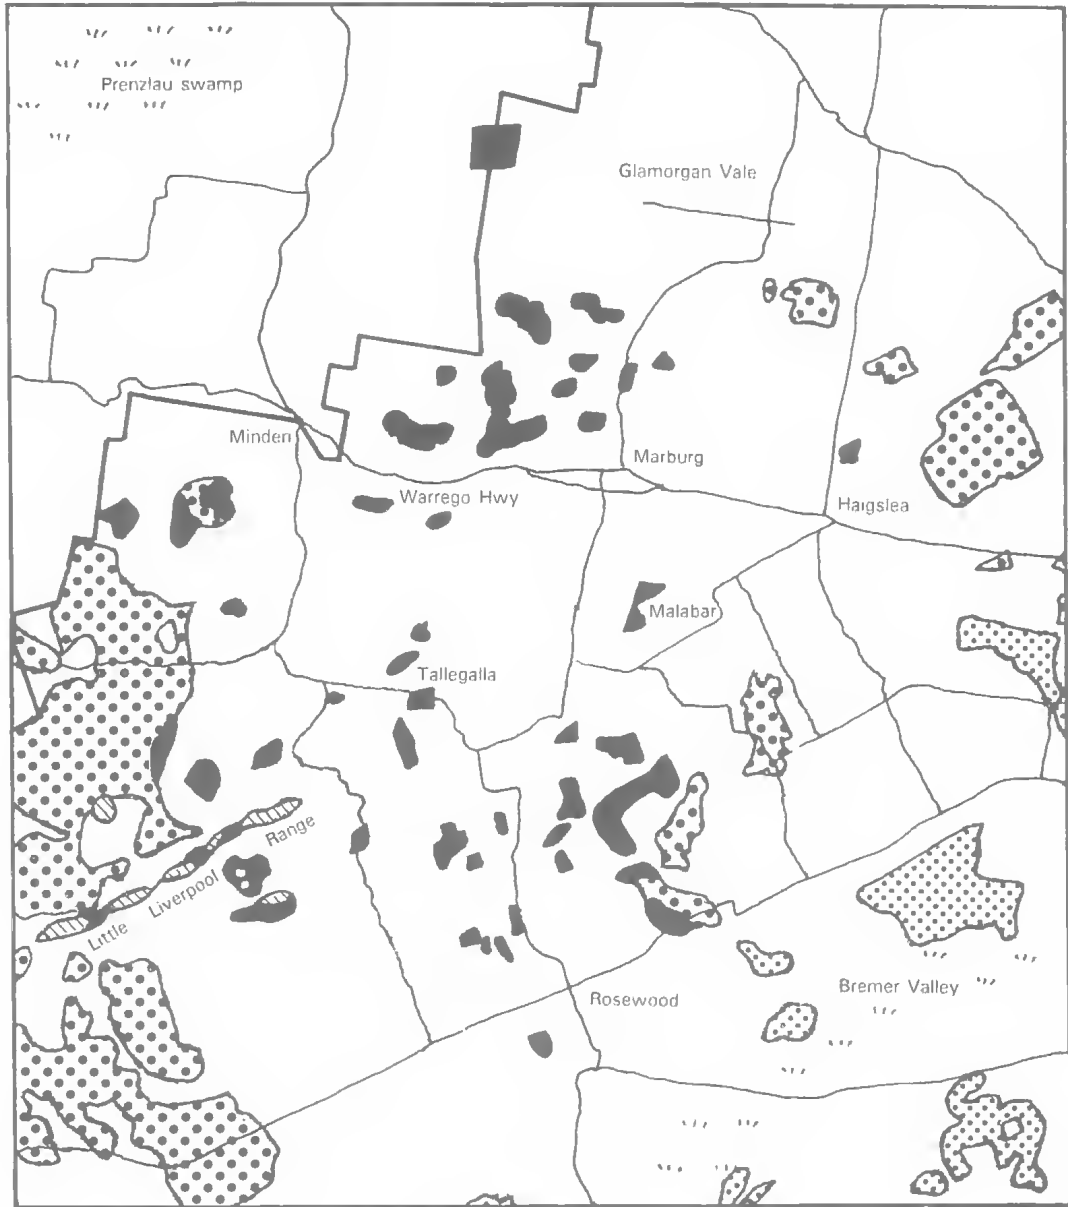 Prenzlau swamp
Glamorgan Vale
Minden
Marburg
Warrego Hwy
Haigslea
Malabar
Tallegalla
Little Liverpool Range
Bremer Valley
Rosewood